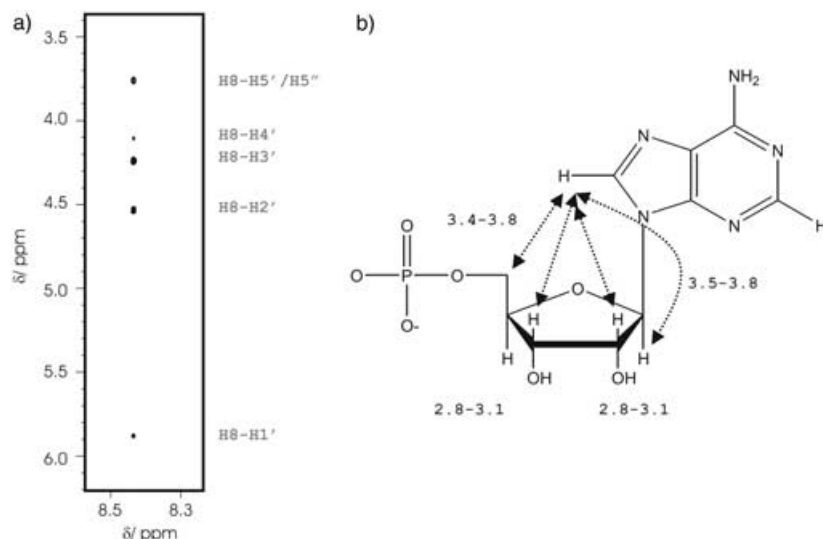 a)
3.5
4.0
4.5
5.0
5.5
6.0
δ/ ppm
8.5 8.3
δ/ ppm
H8-H5′/H5″
H8-H4′
H8-H3′
H8-H2′
H8-H1′
b)
NH2
N
N
H
N
N
H
3.4-3.8
O
O P O
O-
O
3.5-3.8
H H
H H
OH OH
2.8-3.1 2.8-3.1